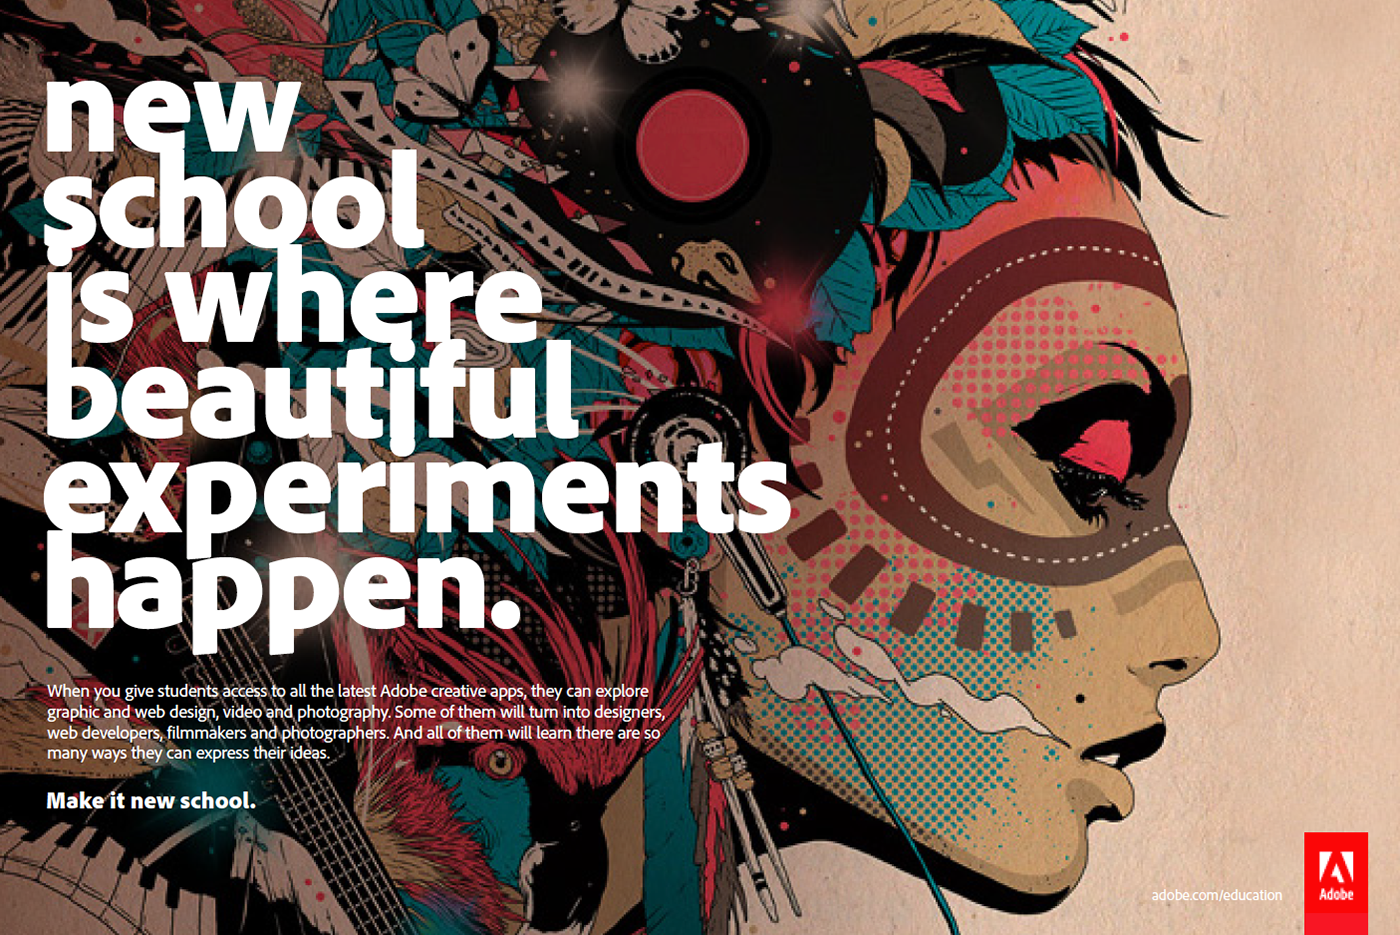 new
school
is where
beautiful
experiments
happen.
When you give students access to all the latest Adobe creative apps, they can explore
graphic and web design, video and photography. Some of them will turn into designers,
web developers, filmmakers and photographers. And all of them will learn there are so
many ways they can express their ideas.
Make it new school.
adobe.com/education
Adobe